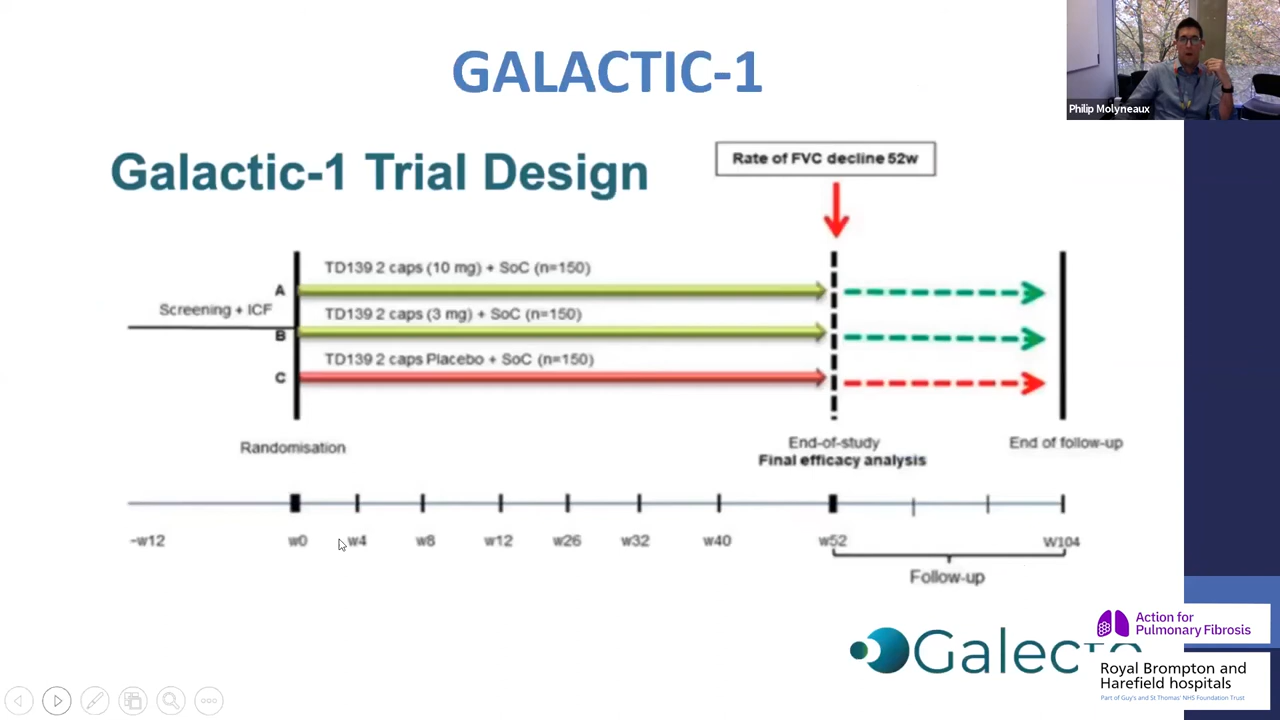 GALACTIC-1
Philip Molyneaux
Galactic-1 Trial Design
Rate of FVC decline 52w
TD139 2 caps (10 mg) + SoC (n=150)
A
Screening + ICF
TD139 2 caps (3 mg) + SoC (n=150)
B
TD139 2 caps Placebo + SoC (n=150)
C
Randomisation
End-of-study
Final efficacy analysis
End of follow-up
-w12
w0
w4
w8
w12
w26
w32
w40
w52
W104
Follow-up
Action for
Pulmonary Fibrosis
Galecto
Royal Brompton and
Harefield hospitals
Part of Guy's and St Thomas' NHS Foundation Trust